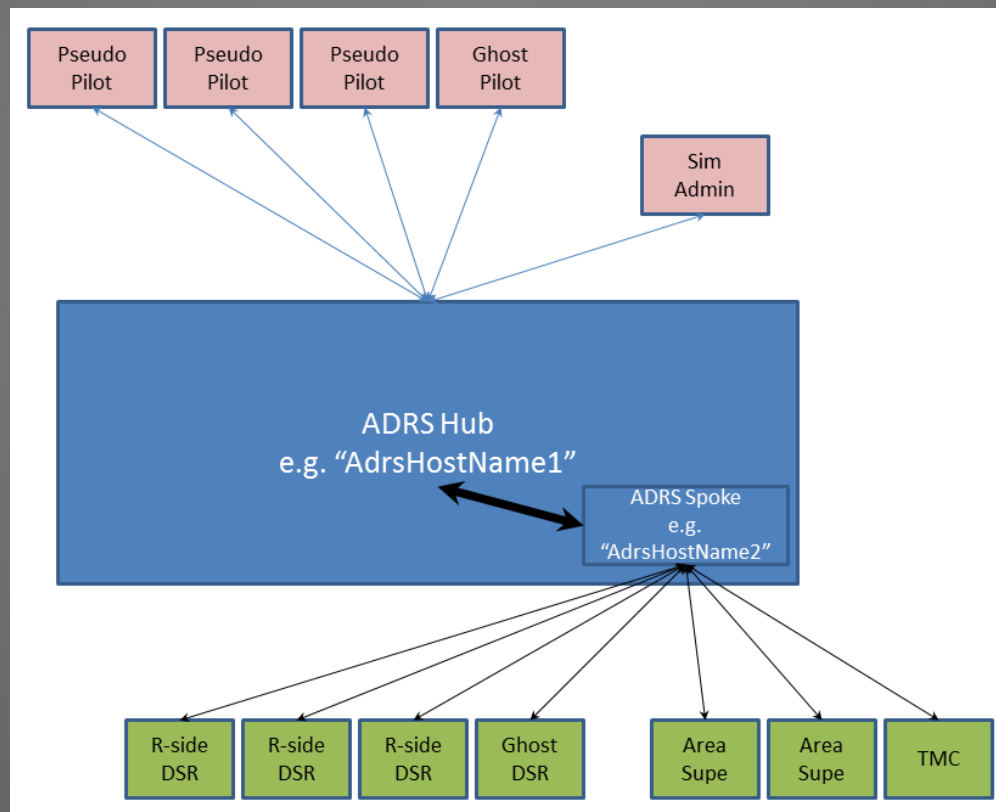 Pseudo
Pilot
Pseudo
Pilot
Pseudo
Pilot
Ghost
Pilot
Sim
Admin
ADRS Hub
e.g. “AdrsHostName1”
ADRS Spoke
e.g.
“AdrsHostName2”
R-side
DSR
R-side
DSR
R-side
DSR
Ghost
DSR
Area
Supe
Area
Supe
TMC